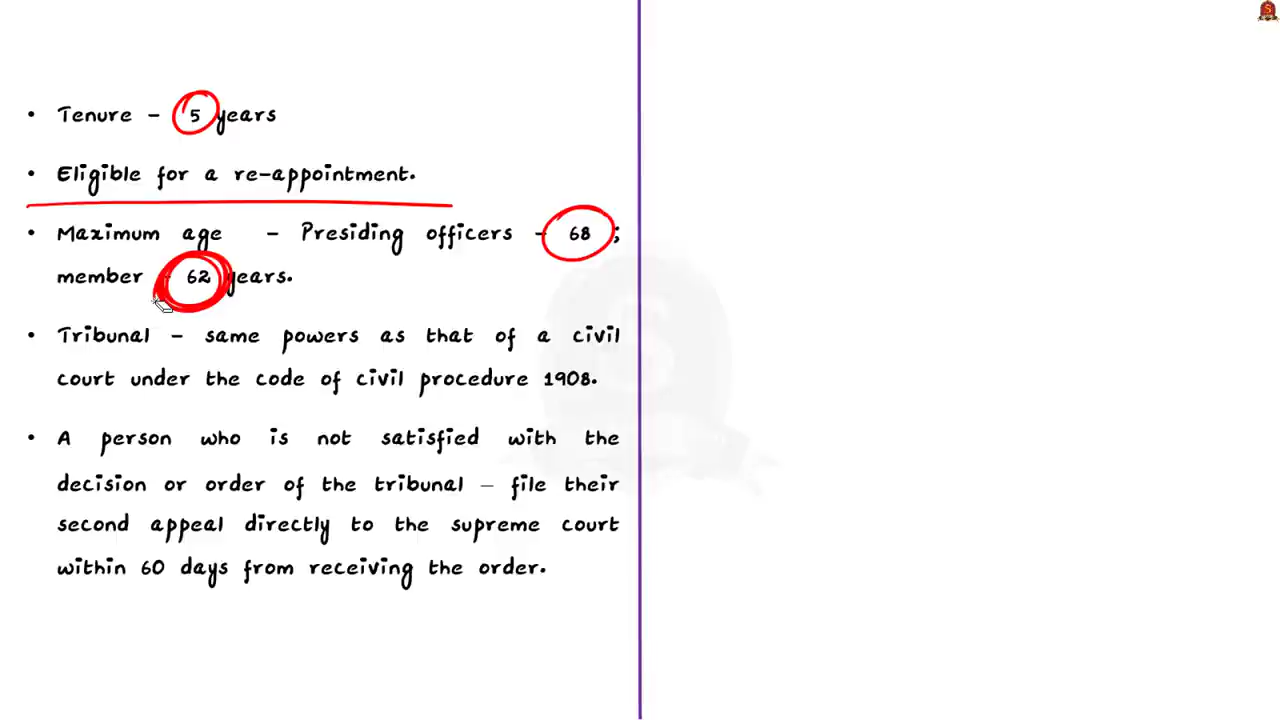 • Tenure - 5 years
• Eligible for a re-appointment.
• Maximum age - Presiding officers - 68 ;
member - 62 years.
• Tribunal - same powers as that of a civil
court under the code of civil procedure 1908.
• A person who is not satisfied with the
decision or order of the tribunal – file their
second appeal directly to the supreme court
within 60 days from receiving the order.